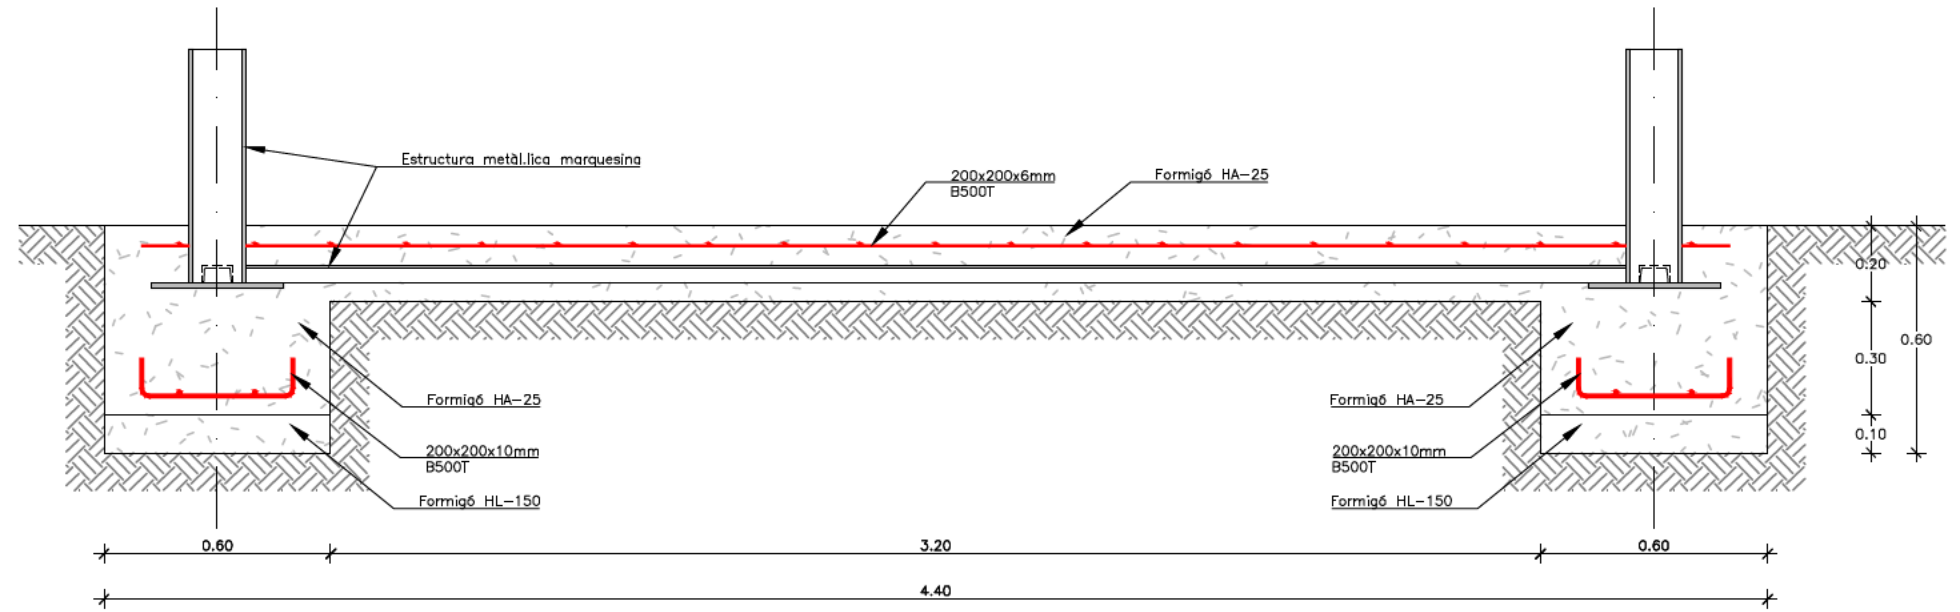 Estructura metàl.lica marquesina
200x200x6mm
B500T
Formigó HA-25
0.20
0.30
0.60
0.10
Formigó HA-25
200x200x10mm
B500T
Formigó HL-150
Formigó HA-25
200x200x10mm
B500T
Formigó HL-150
0.60
3.20
0.60
4.40